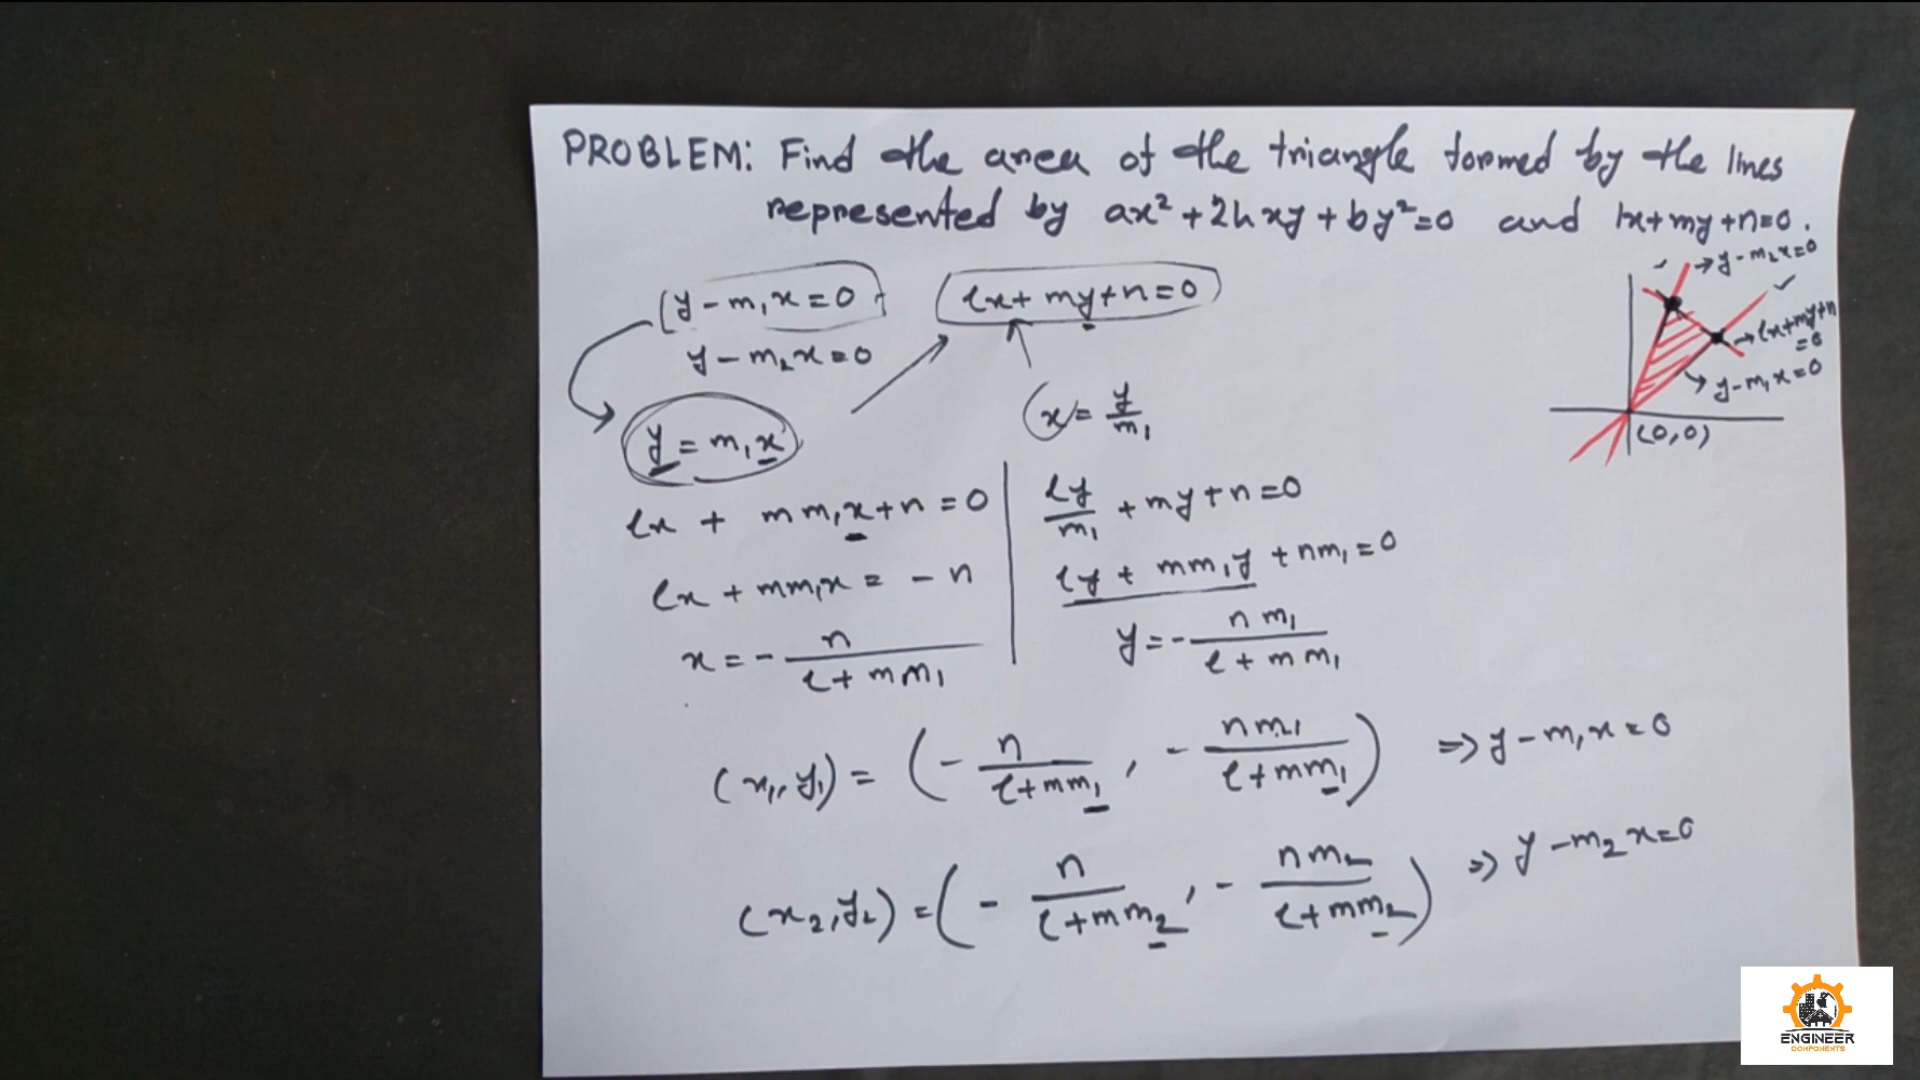 PROBLEM: Find the area of the triangle formed by the lines
represented by ax² + 2hxy + by² = 0 and lx + my + n = 0.
y - m₁x = 0
y - m₂x = 0
lx + my + n = 0
y = m₁x
x = y/m₁
lx + mm₁x + n = 0
lx + mm₁x = - n
x = - n/(l + mm₁)
ly/m₁ + my + n = 0
ly + mm₁y + nm₁ = 0
y = - nm₁/(l + mm₁)
(x₁, y₁) = (- n/(l + mm₁), - nm₁/(l + mm₁)) ⇒ y - m₁x = 0
(x₂, y₂) = (- n/(l + mm₂), - nm₂/(l + mm₂)) ⇒ y - m₂x = 0
→ y - m₂x = 0
→ lx + my + n
= 0
→ y - m₁x = 0
(0,0)
ENGINEER
COMPONENTS